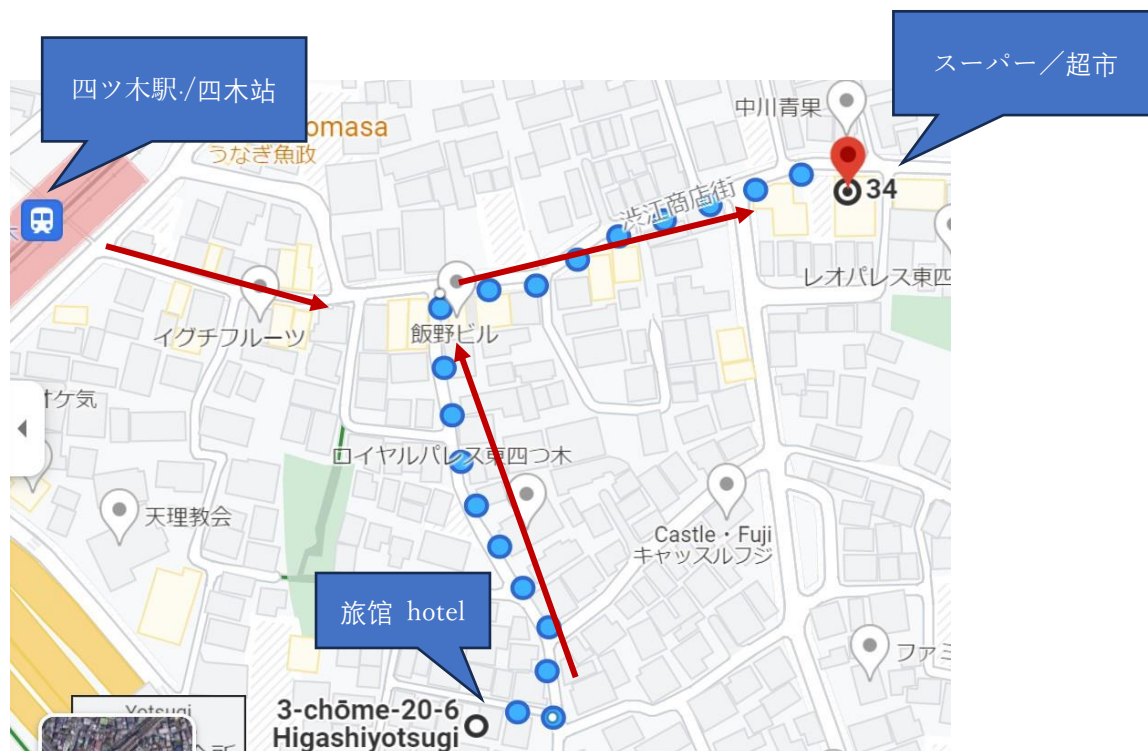 スーパー／超市
四ツ木駅./四木站
中川青果
omasa
うなぎ魚政
渋江商店街
34
レオパレス東四
イグチフルーツ
飯野ビル
オケ気
ロイヤルパレス東四つ木
天理教会
Castle・Fuji
キャッスルフジ
旅馆 hotel
ファミ
3-chōme-20-6
Higashiyotsugi
Yotsugi